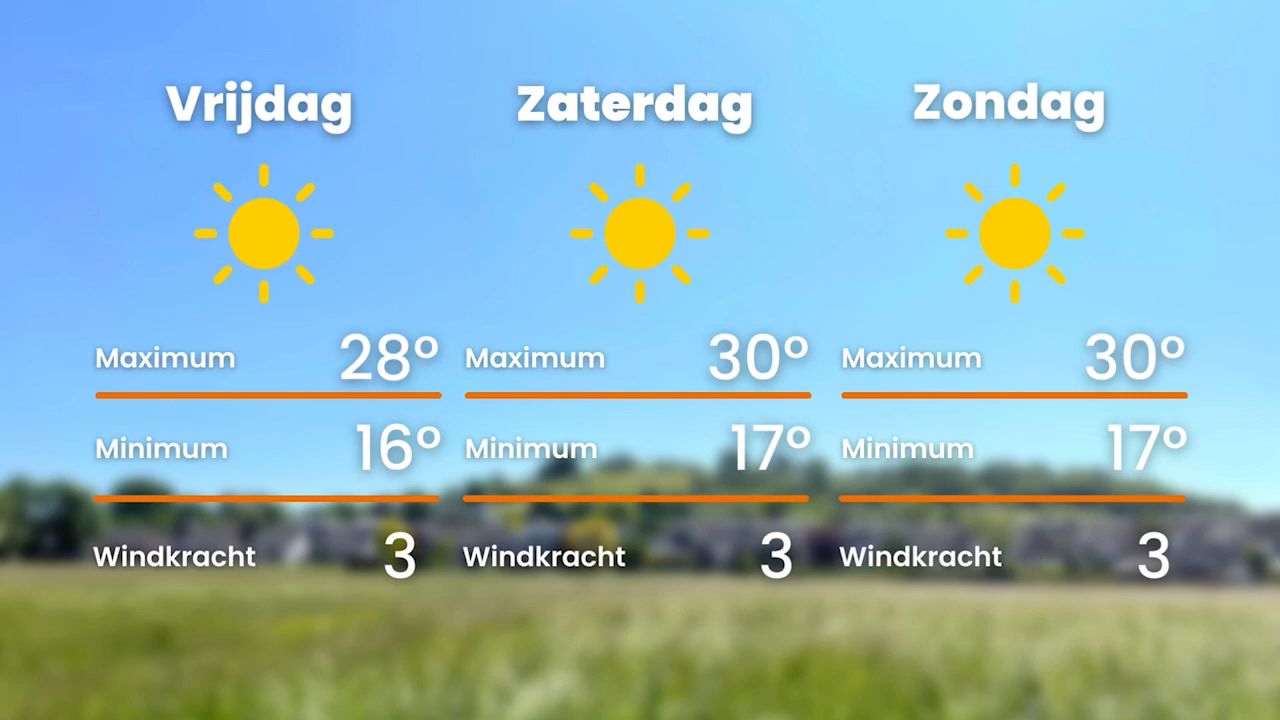 Vrijdag Zaterdag Zondag
Maximum 28° Maximum 30° Maximum 30°
Minimum 16° Minimum 17° Minimum 17°
Windkracht 3 Windkracht 3 Windkracht 3